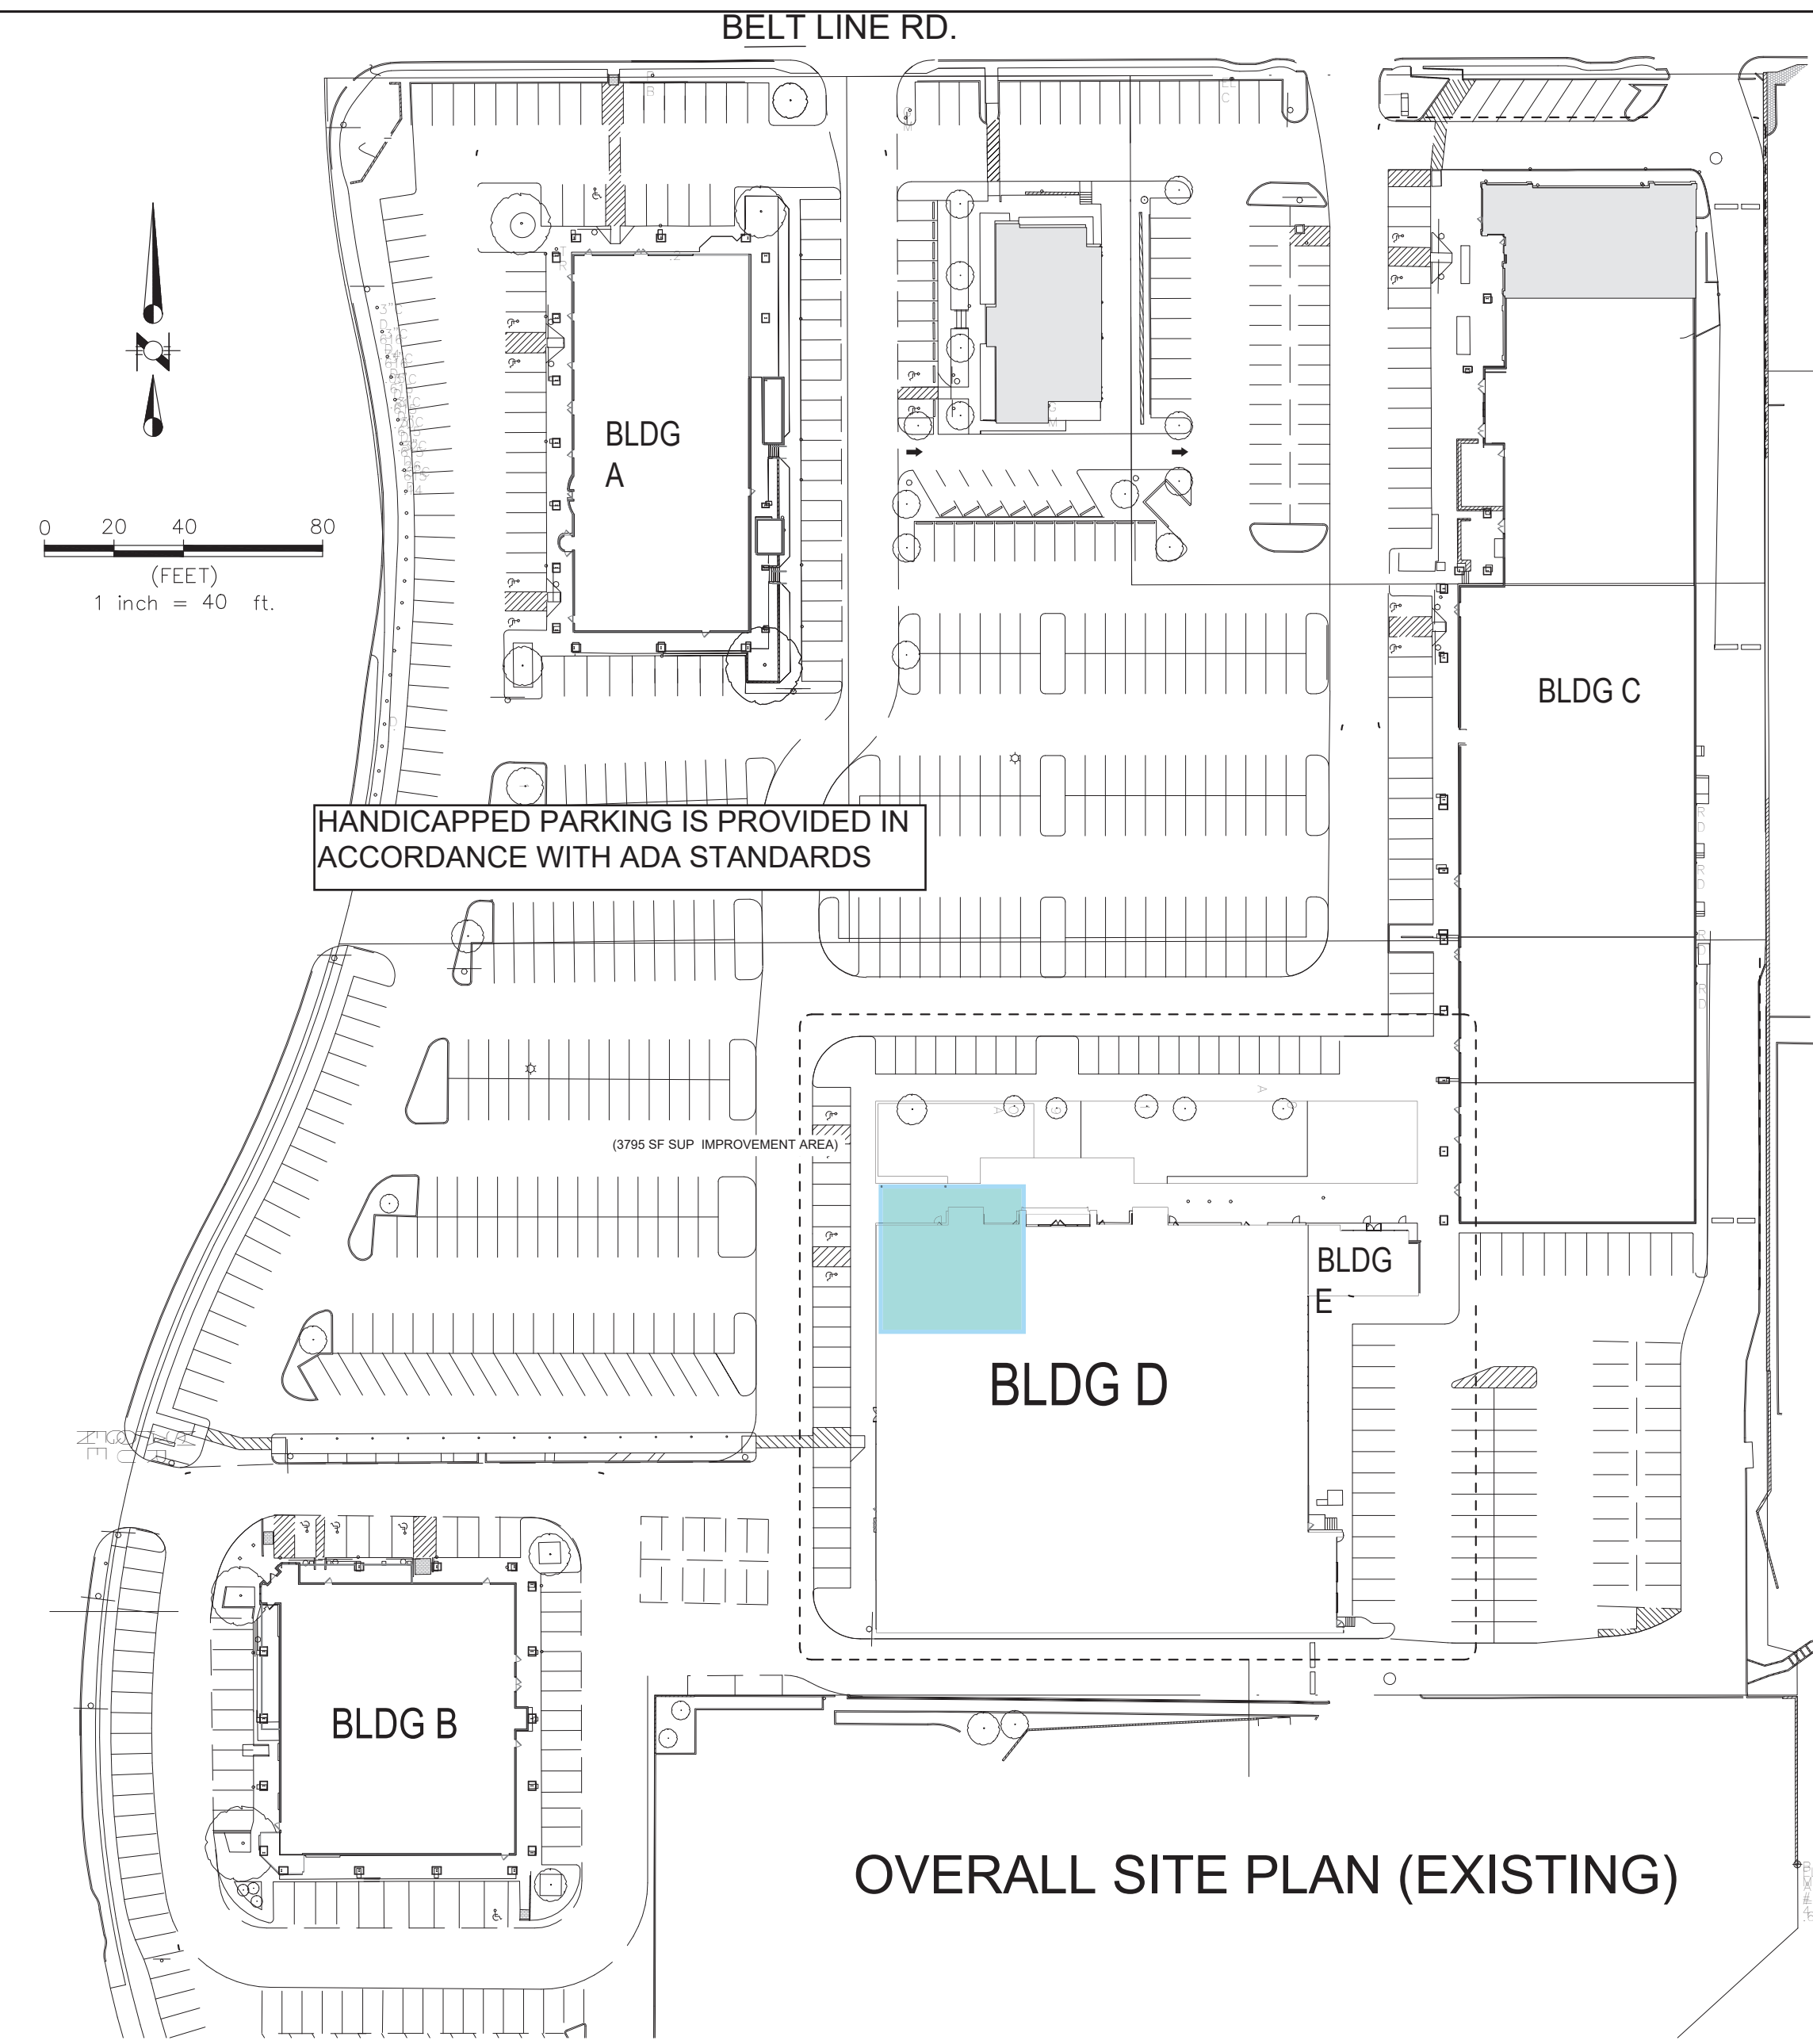 BELT LINE RD.
BLDG
A
0 20 40 80
(FEET)
1 inch = 40 ft.
BLDG C
HANDICAPPED PARKING IS PROVIDED IN
ACCORDANCE WITH ADA STANDARDS
(3795 SF SUP IMPROVEMENT AREA)
BLDG
E
BLDG D
BLDG B
OVERALL SITE PLAN (EXISTING)